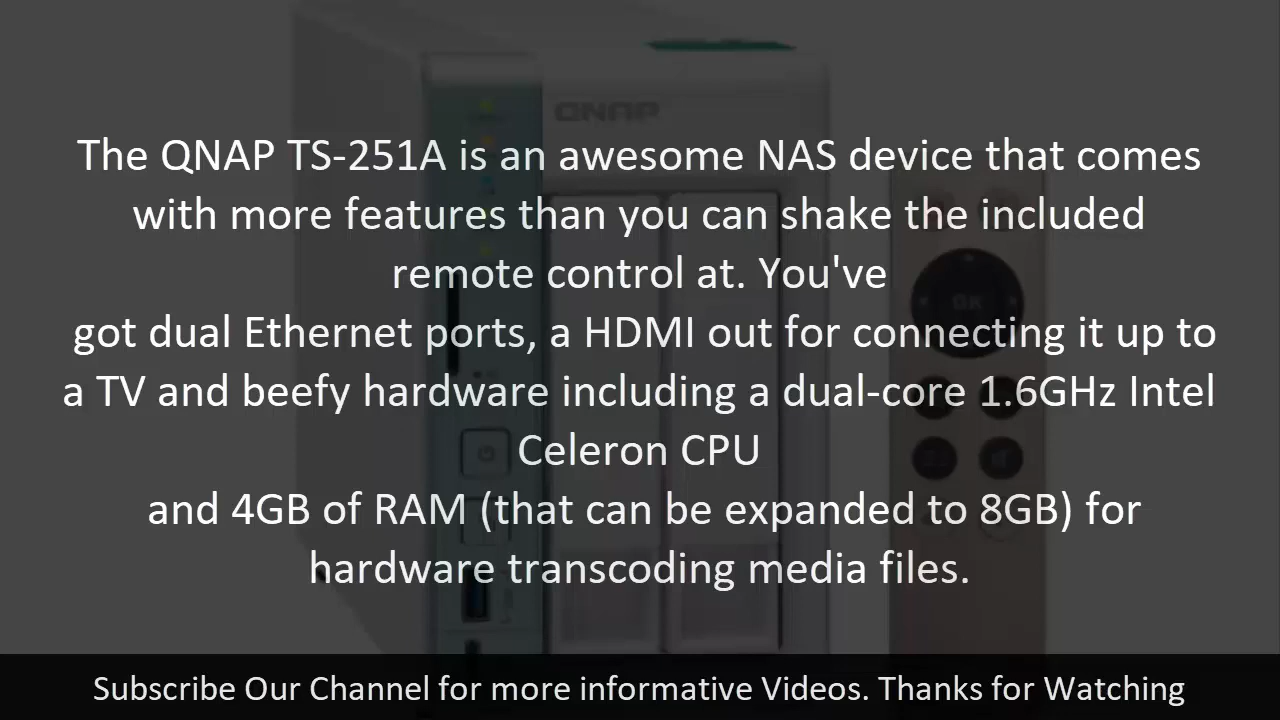 QNAP
The QNAP TS-251A is an awesome NAS device that comes
with more features than you can shake the included
remote control at. You've
got dual Ethernet ports, a HDMI out for connecting it up to
a TV and beefy hardware including a dual-core 1.6GHz Intel
Celeron CPU
and 4GB of RAM (that can be expanded to 8GB) for
hardware transcoding media files.
OK
Subscribe Our Channel for more informative Videos. Thanks for Watching